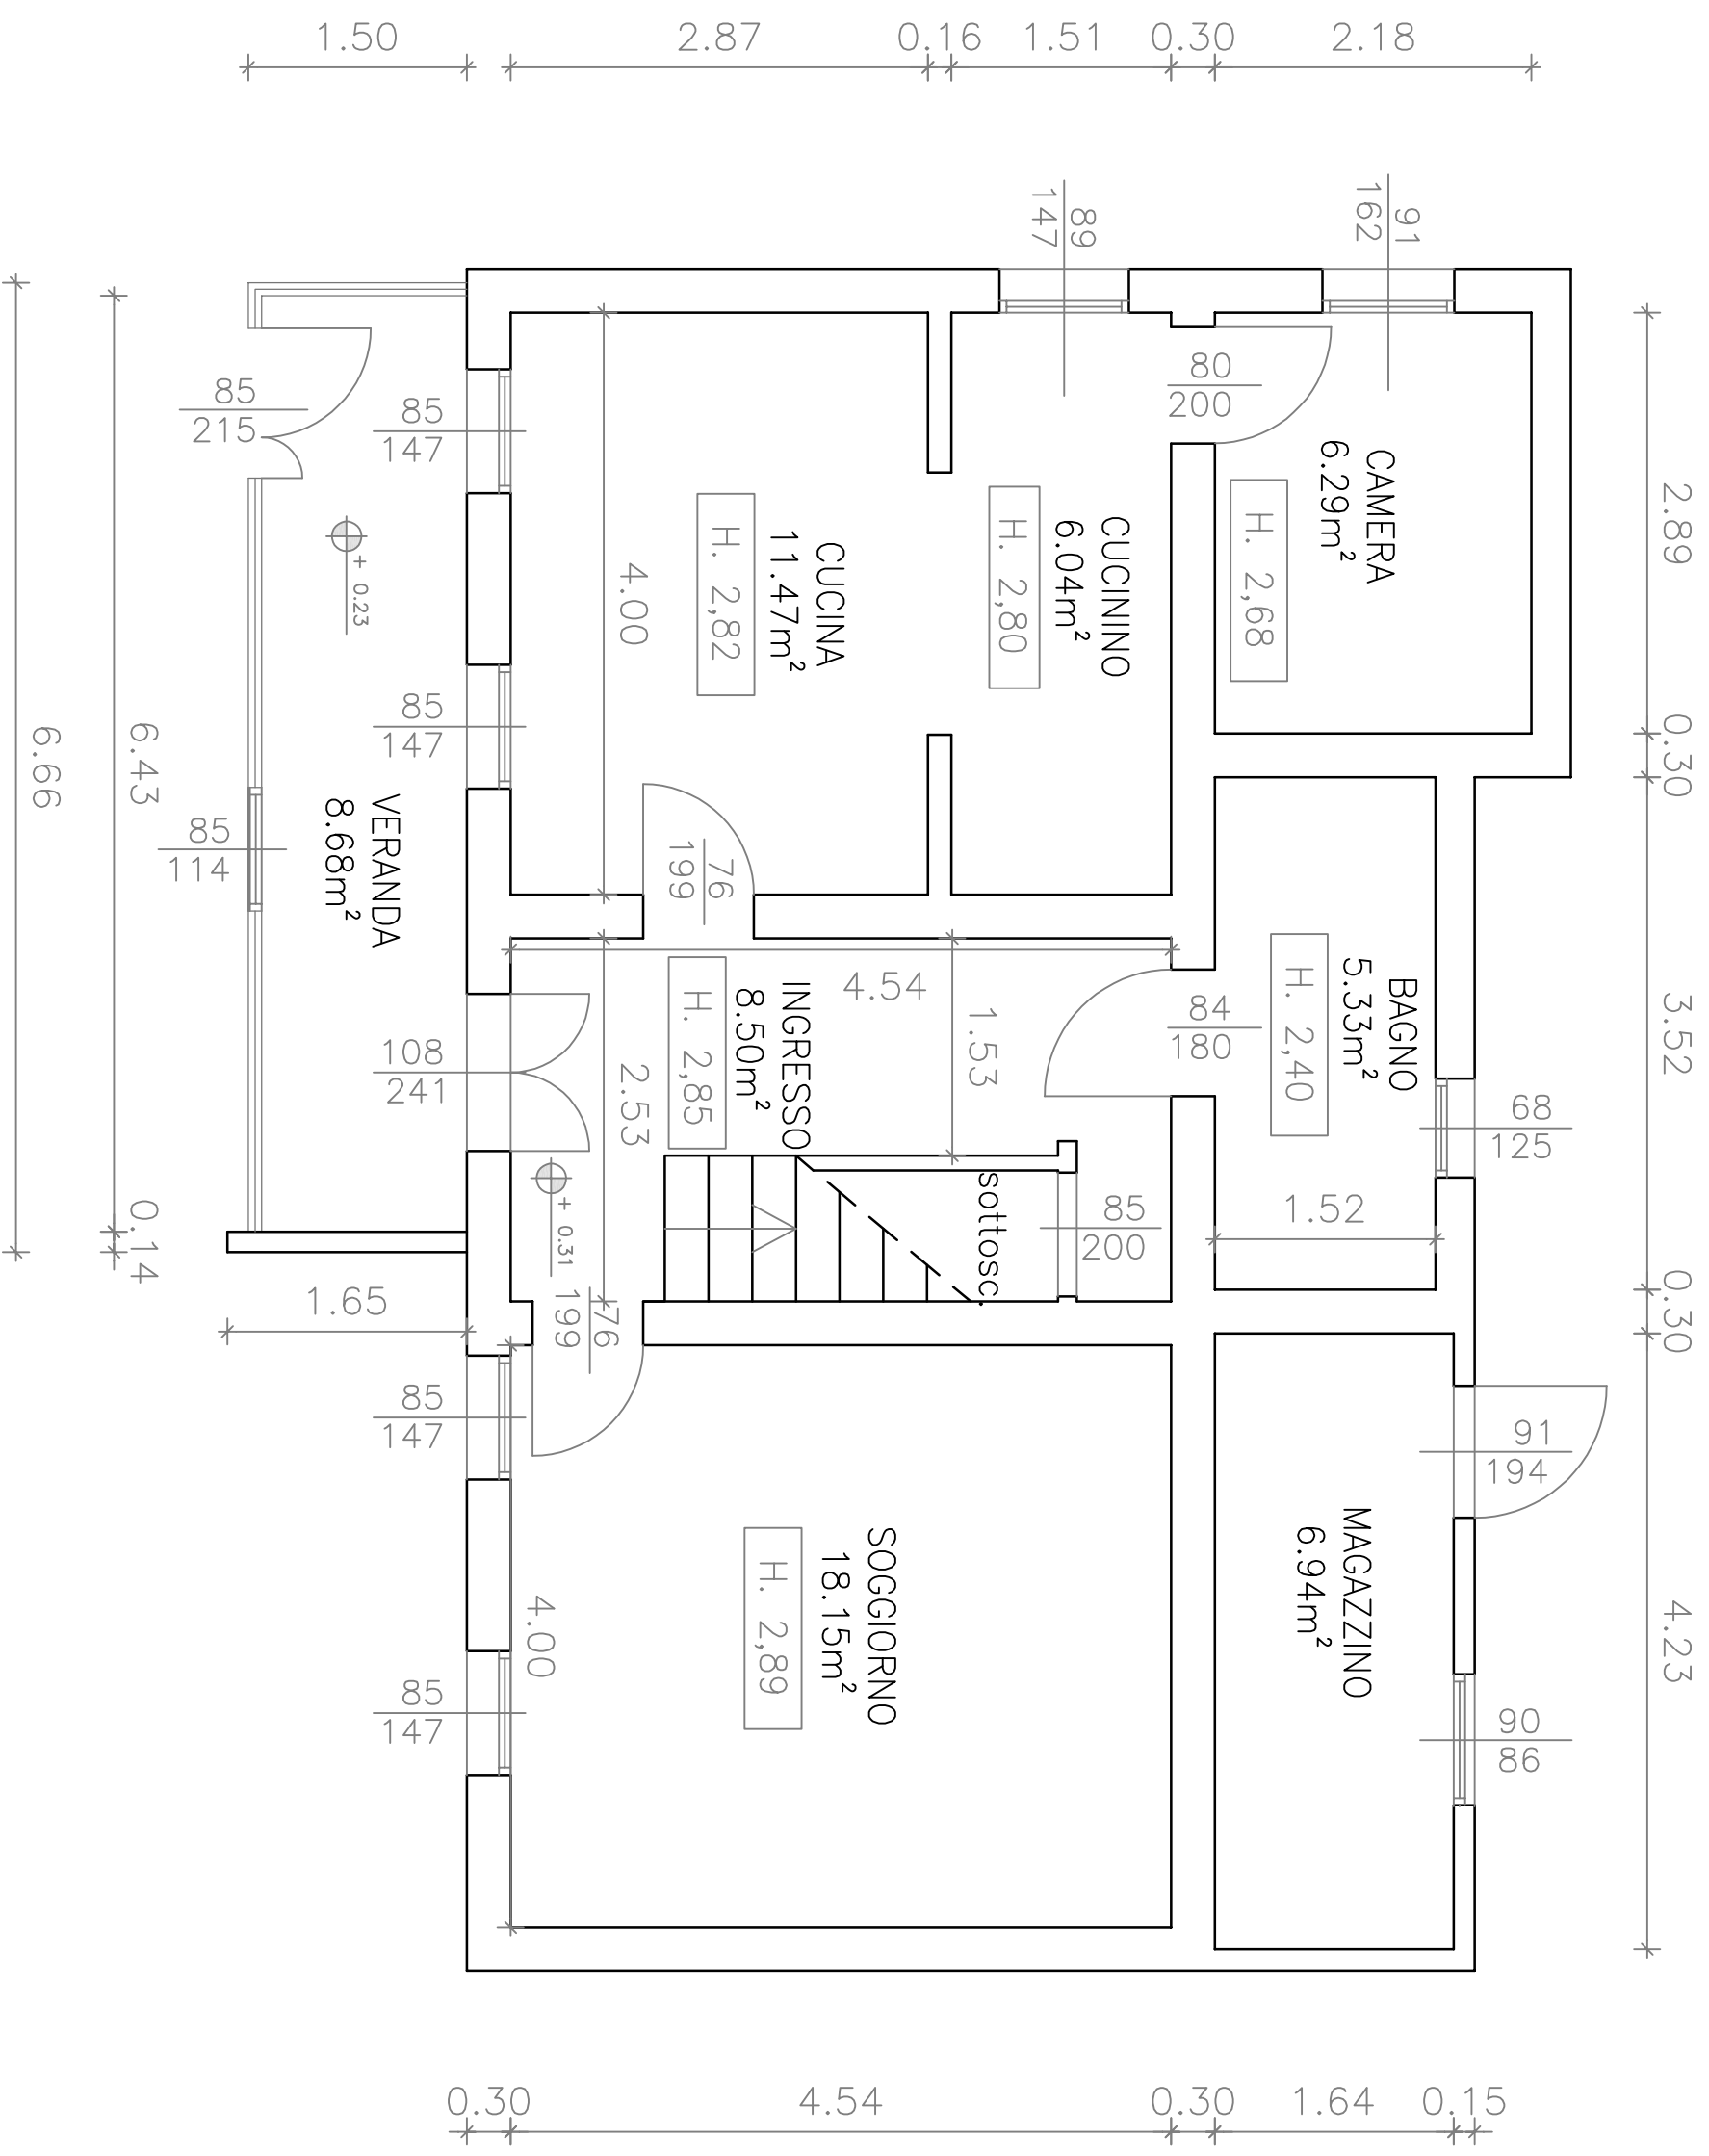 1.50
2.87
0.16
1.51
0.30
2.18
89
147
91
162
2.89
0.30
3.52
0.30
4.23
80
200
CAMERA
6.29m²
H. 2,68
CUCININO
6.04m²
H. 2,80
CUCINA
11.47m²
H. 2,82
4.00
85
215
85
147
+ 0.23
85
147
85
114
VERANDA
8.68m²
6.43
6.66
0.14
76
199
4.54
1.53
84
180
BAGNO
5.33m²
H. 2,40
68
125
1.52
108
241
INGRESSO
8.50m²
H. 2,85
2.53
+ 0.31
sottosc.
85
200
76
199
1.65
85
147
85
147
4.00
SOGGIORNO
18.15m²
H. 2,89
MAGAZZINO
6.94m²
91
194
90
86
0.30
4.54
0.30
1.64
0.15